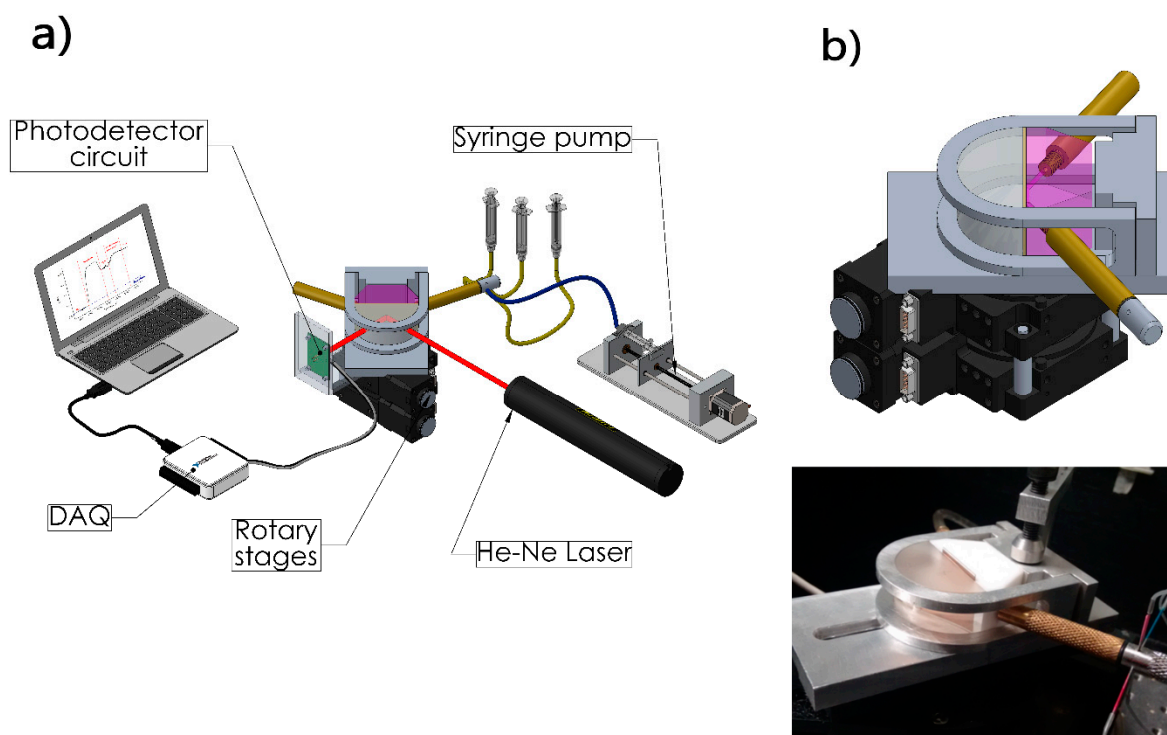 a)
b)
Photodetector
circuit
Syringe pump
DAQ
Rotary
stages
He-Ne Laser